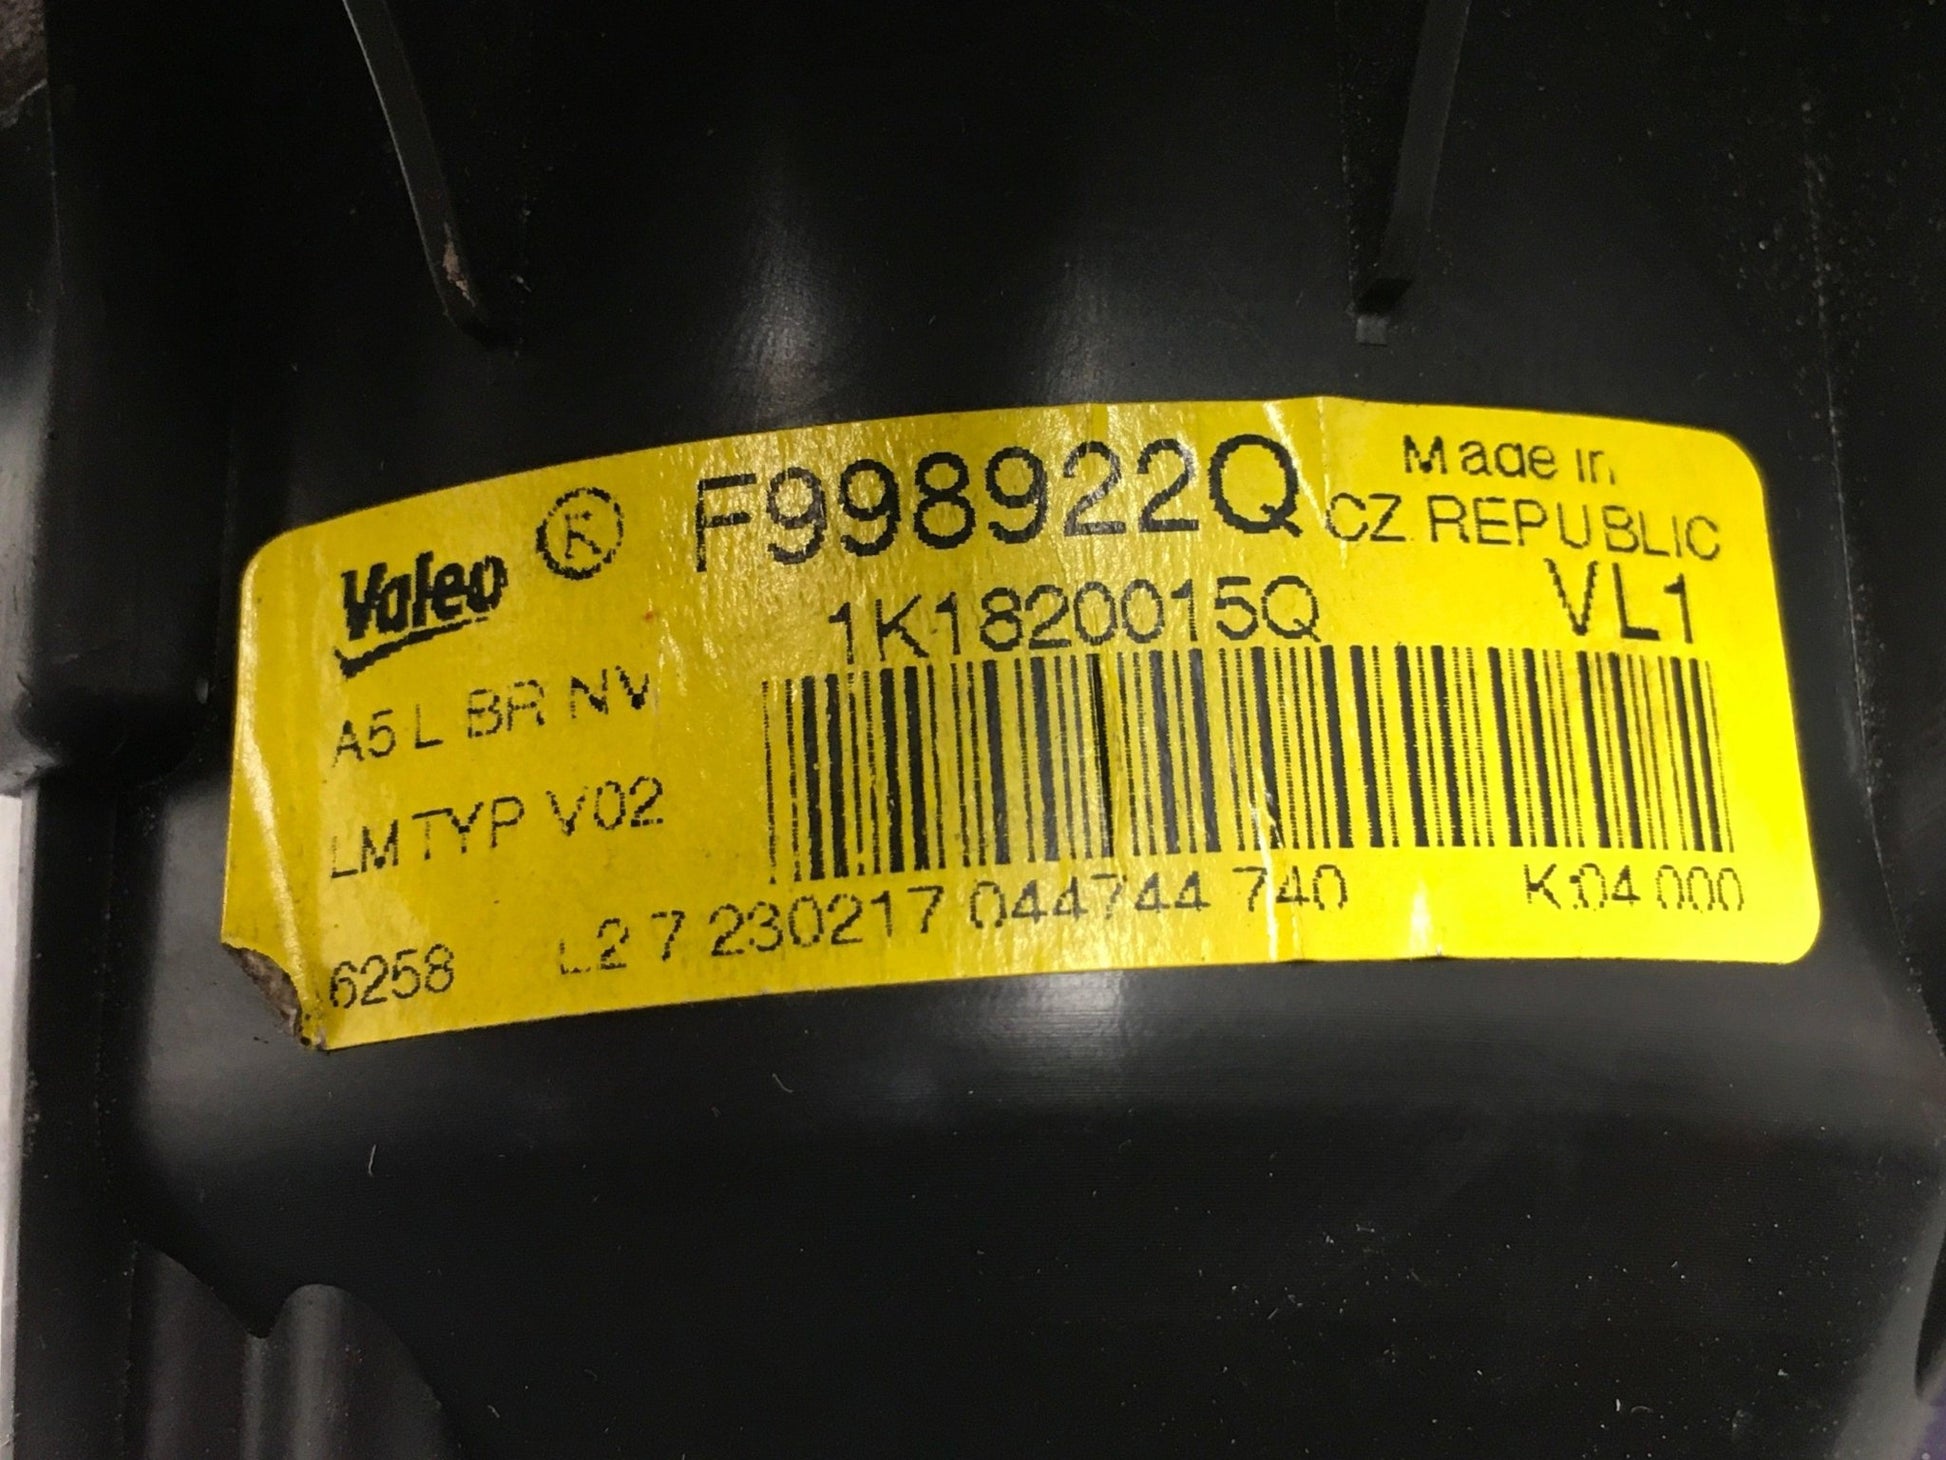 Valeo K F998922Q Made in
CZ REPUBLIC
1K1820015Q VL1
A5 L BR NV
LM TYP V02
6258 L2 7 230217 044744 740 K:04 000